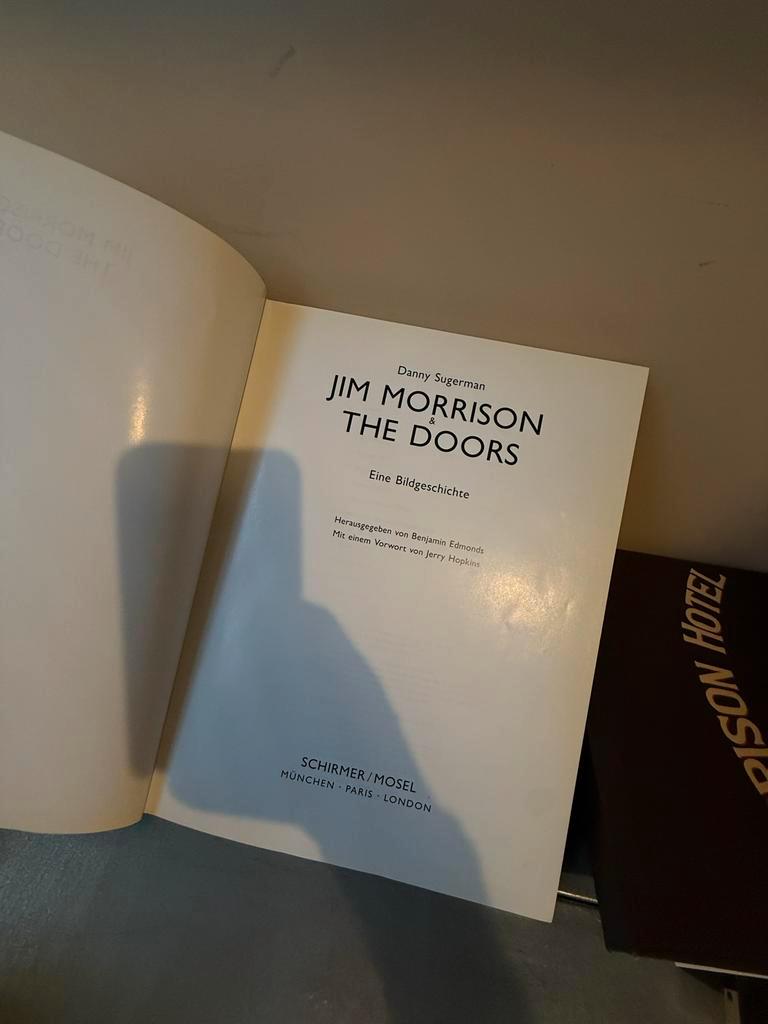 Danny Sugerman
JIM MORRISON
&
THE DOORS
Eine Bildgeschichte
Herausgegeben von Benjamin Edmonds
Mit einem Vorwort von Jerry Hopkins
SCHIRMER/MOSEL
MÜNCHEN · PARIS · LONDON
HOTEL